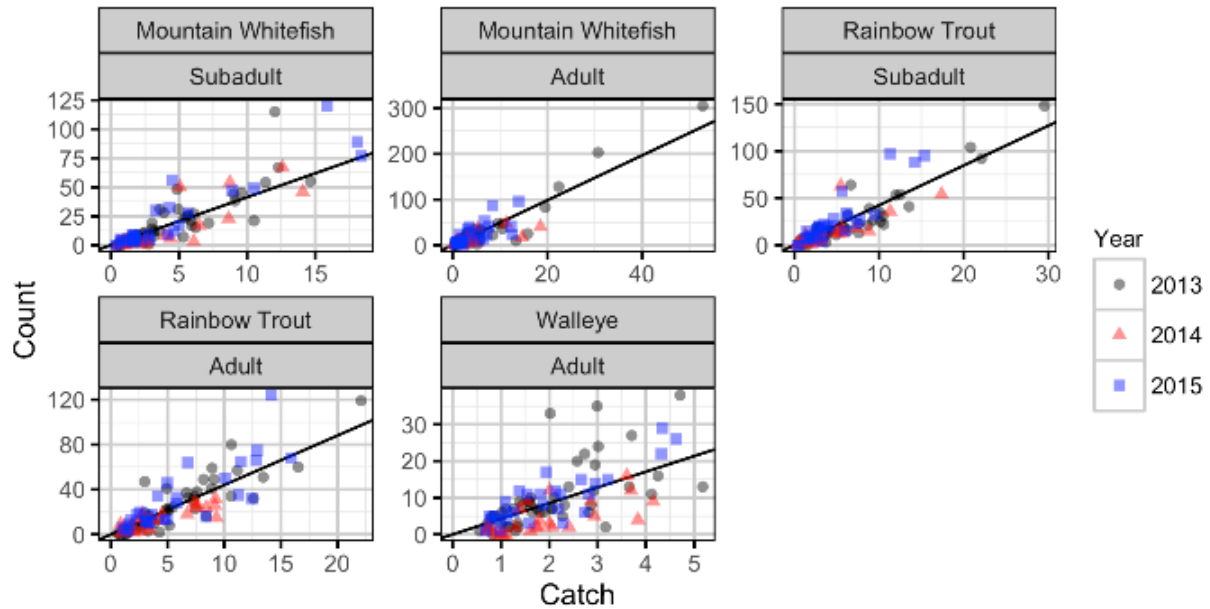 Mountain Whitefish Mountain Whitefish Rainbow Trout
Subadult Adult Subadult
125
100
75
50
25
0
0 5 10 15
300
200
100
0
0 20 40
150
100
50
0
0 10 20 30
Rainbow Trout Walleye
Adult Adult
120
80
40
0
0 5 10 15 20
30
20
10
0
0 1 2 3 4 5
Count
Catch
Year
2013
2014
2015